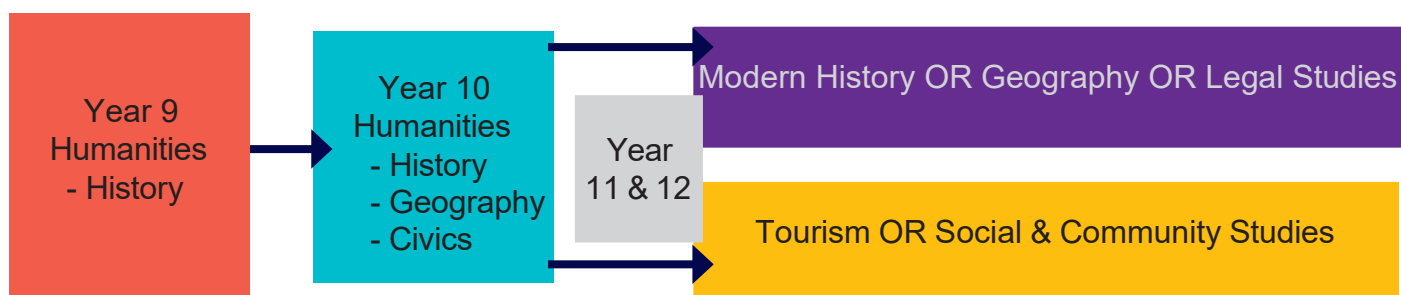 Year 9
Humanities
- History
Year 10
Humanities
- History
- Geography
- Civics
Year
11 & 12
Modern History OR Geography OR Legal Studies
Tourism OR Social & Community Studies